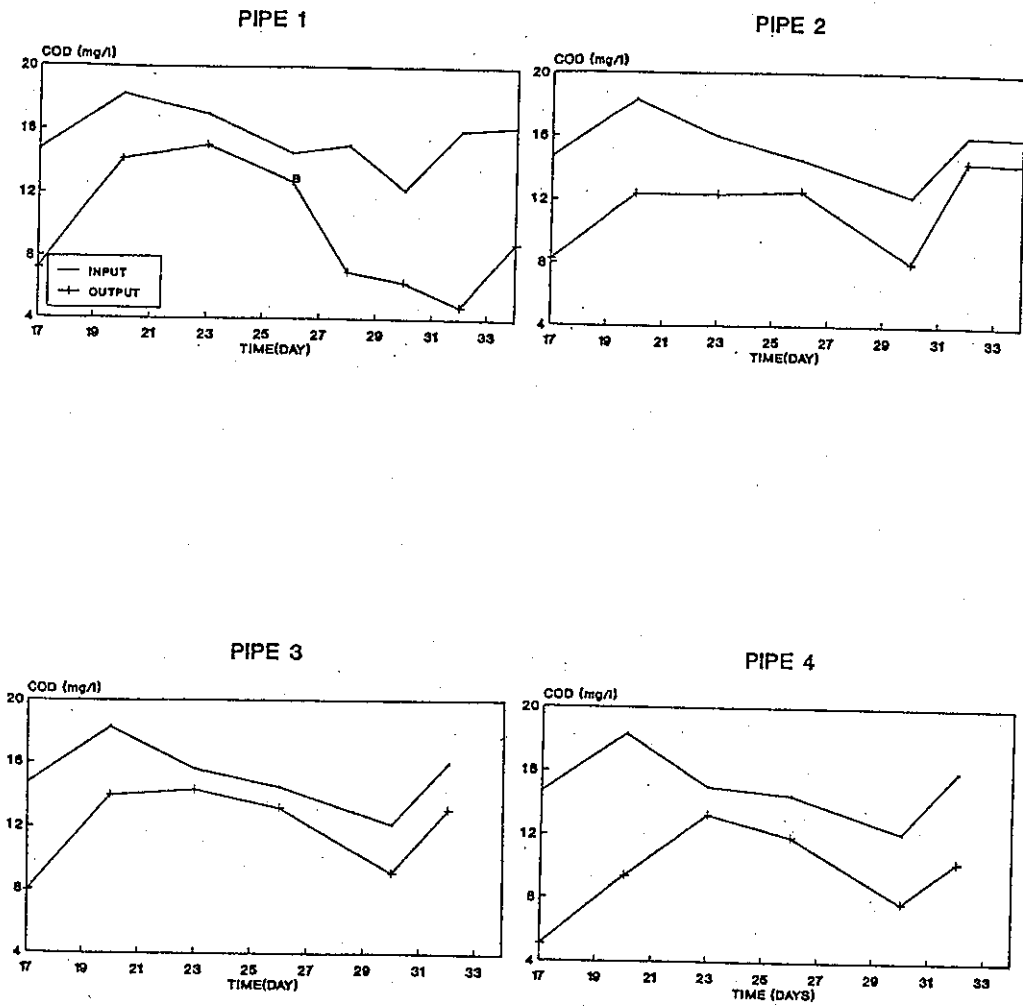 PIPE 1
COD (mg/l)
20
16
12
8
4
B
INPUT
OUTPUT
17 19 21 23 25 27 29 31 33
TIME(DAY)
PIPE 2
COD (mg/l)
20
16
12
8
4
17 19 21 23 25 27 29 31 33
TIME(DAY)
PIPE 3
COD (mg/l)
20
16
12
8
4
17 19 21 23 25 27 29 31 33
TIME(DAY)
PIPE 4
COD (mg/l)
20
16
12
8
4
17 19 21 23 25 27 29 31 33
TIME (DAYS)